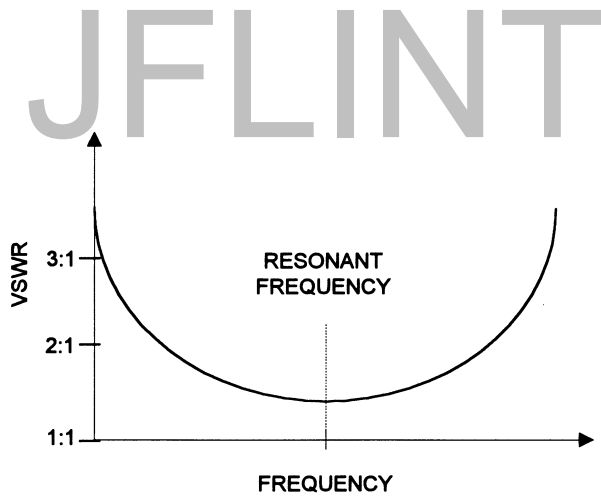 JFLINT
3:1
VSWR
RESONANT
FREQUENCY
2:1
1:1
FREQUENCY